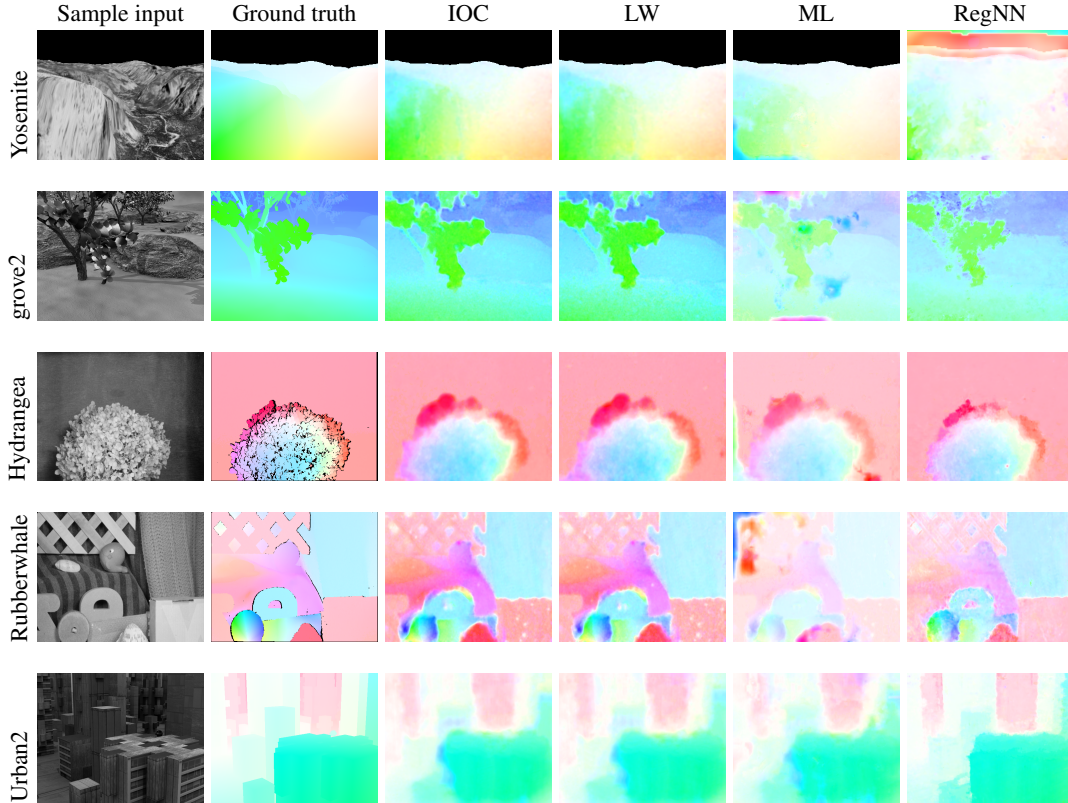 Sample input Ground truth IOC LW ML RegNN
Yosemite
grove2
Hydrangea
Rubberwhale
Urban2